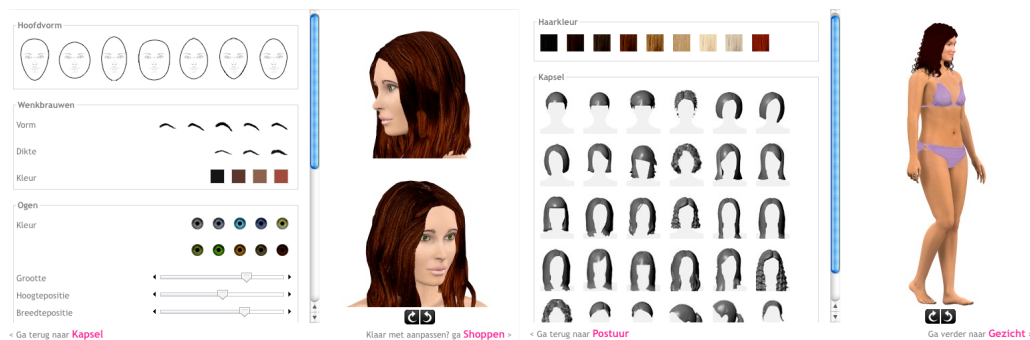 Hoofdvorm
Wenkbrauwen
Vorm
Dikte
Kleur
Ogen
Kleur
Grootte
Hoogtepositie
Breedtepositie
< Ga terug naar Kapsel
Klaar met aanpassen? ga Shoppen >
Haarkleur
Kapsel
< Ga terug naar Postuur
Ga verder naar Gezicht >